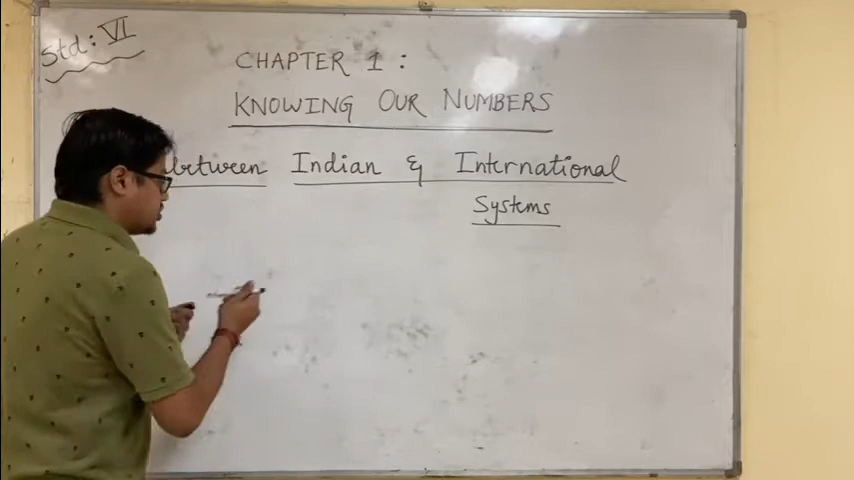 Std: VI
CHAPTER 1 :
KNOWING OUR NUMBERS
between Indian & International
Systems